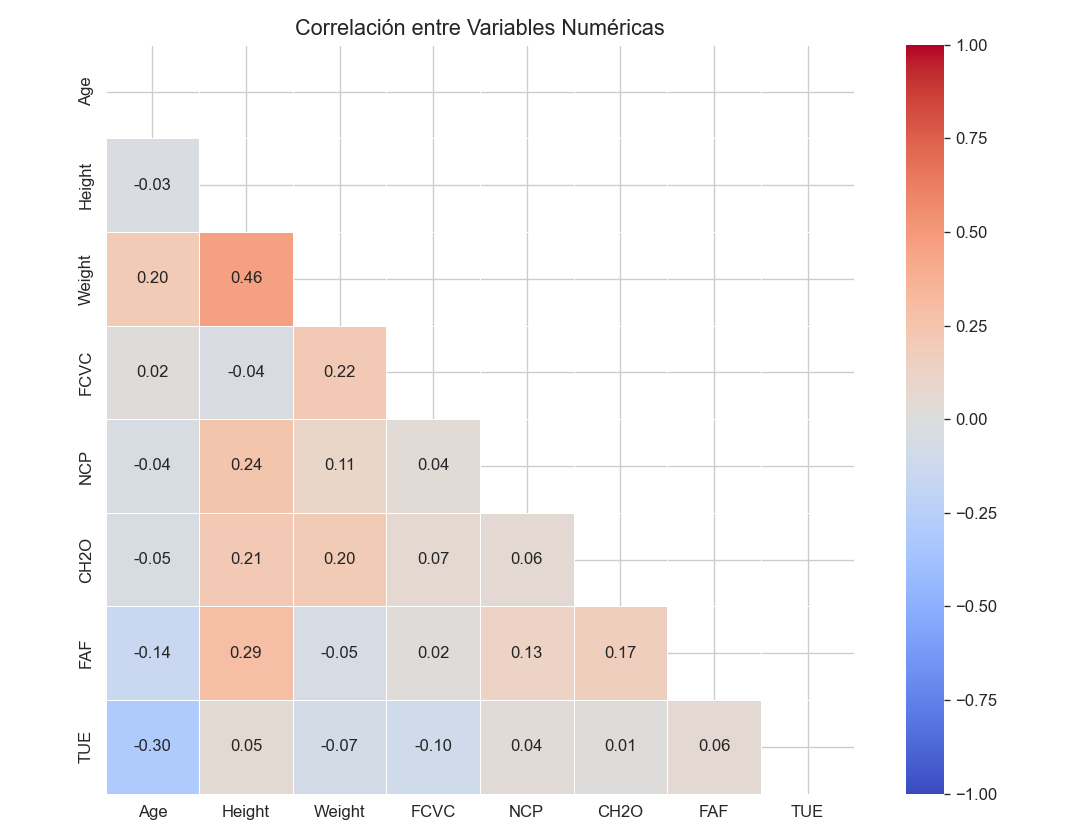 Correlación entre Variables Numéricas
Age
Height -0.03
Weight 0.20 0.46
FCVC 0.02 -0.04 0.22
NCP -0.04 0.24 0.11 0.04
CH2O -0.05 0.21 0.20 0.07 0.06
FAF -0.14 0.29 -0.05 0.02 0.13 0.17
TUE -0.30 0.05 -0.07 -0.10 0.04 0.01 0.06
Age Height Weight FCVC NCP CH2O FAF TUE
1.00
0.75
0.50
0.25
0.00
−0.25
−0.50
−0.75
−1.00